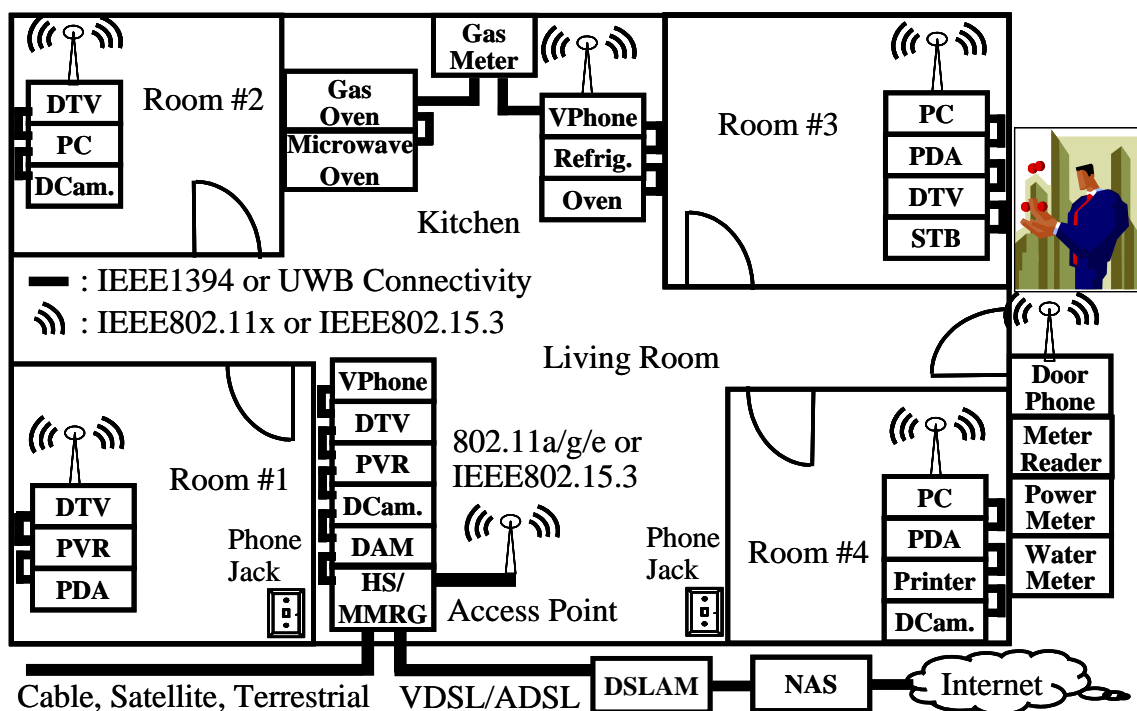 Gas
Meter
DTV
PC
DCam.
Room #2
Gas
Oven
Microwave
Oven
VPhone
Refrig.
Oven
Kitchen
Room #3
PC
PDA
DTV
STB
: IEEE1394 or UWB Connectivity
: IEEE802.11x or IEEE802.15.3
Living Room
Door
Phone
Meter
Reader
Power
Meter
Water
Meter
DTV
PVR
PDA
Room #1
Phone
Jack
VPhone
DTV
PVR
DCam.
DAM
HS/
MMRG
802.11a/g/e or
IEEE802.15.3
Access Point
Phone
Jack
Room #4
PC
PDA
Printer
DCam.
Cable, Satellite, Terrestrial
VDSL/ADSL
DSLAM
NAS
Internet